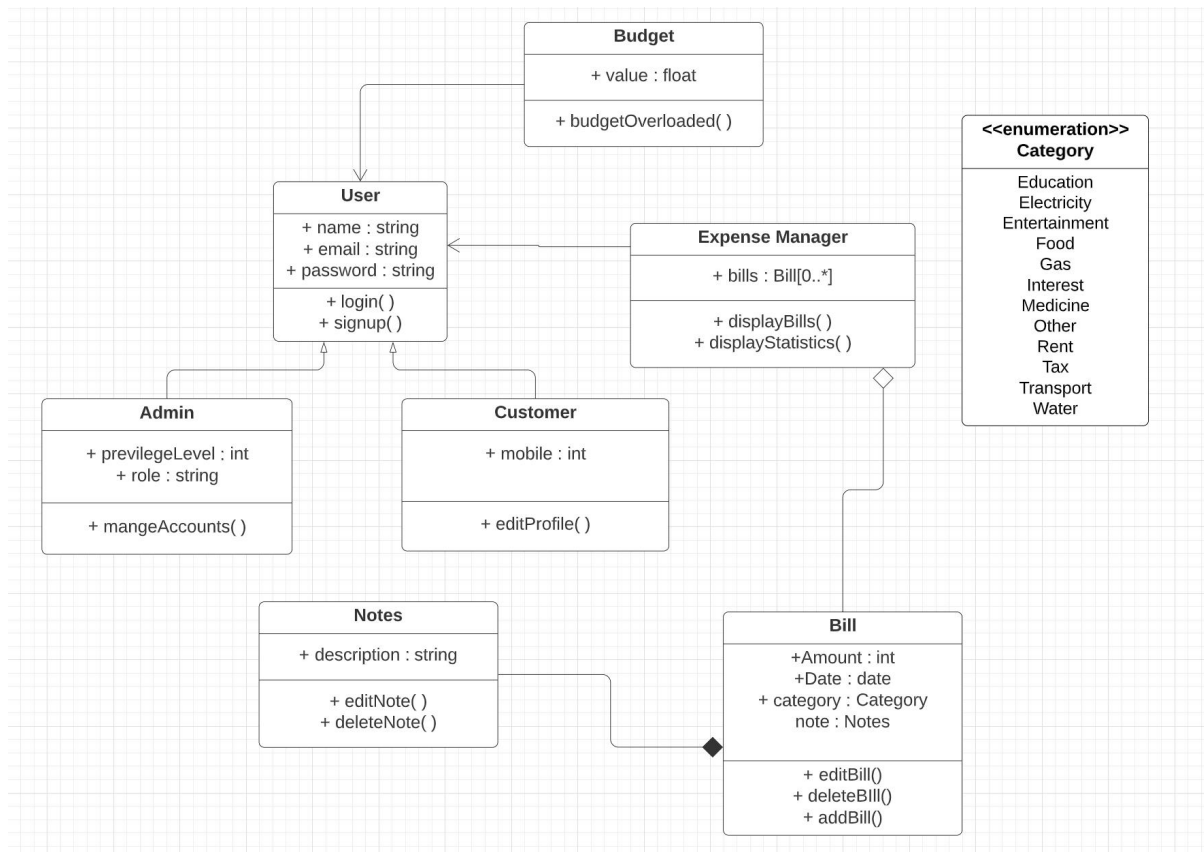 Budget
+ value : float
+ budgetOverloaded( )
<<enumeration>>
Category
Education
Electricity
Entertainment
Food
Gas
Interest
Medicine
Other
Rent
Tax
Transport
Water
User
+ name : string
+ email : string
+ password : string
+ login( )
+ signup( )
Expense Manager
+ bills : Bill[0..*]
+ displayBills( )
+ displayStatistics( )
Admin
+ previlegeLevel : int
+ role : string
+ mangeAccounts( )
Customer
+ mobile : int
+ editProfile( )
Notes
+ description : string
+ editNote( )
+ deleteNote( )
Bill
+Amount : int
+Date : date
+ category : Category
note : Notes
+ editBill()
+ deleteBIll()
+ addBill()